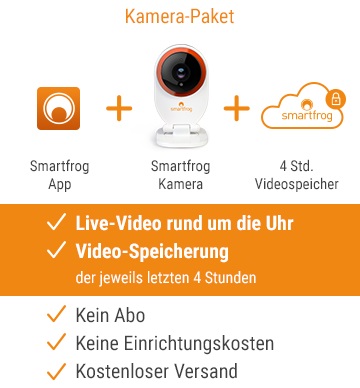 Kamera-Paket
smartfrog
smartfrog
Smartfrog
App
Smartfrog
Kamera
4 Std.
Videospeicher
Live-Video rund um die Uhr
Video-Speicherung
der jeweils letzten 4 Stunden
Kein Abo
Keine Einrichtungskosten
Kostenloser Versand